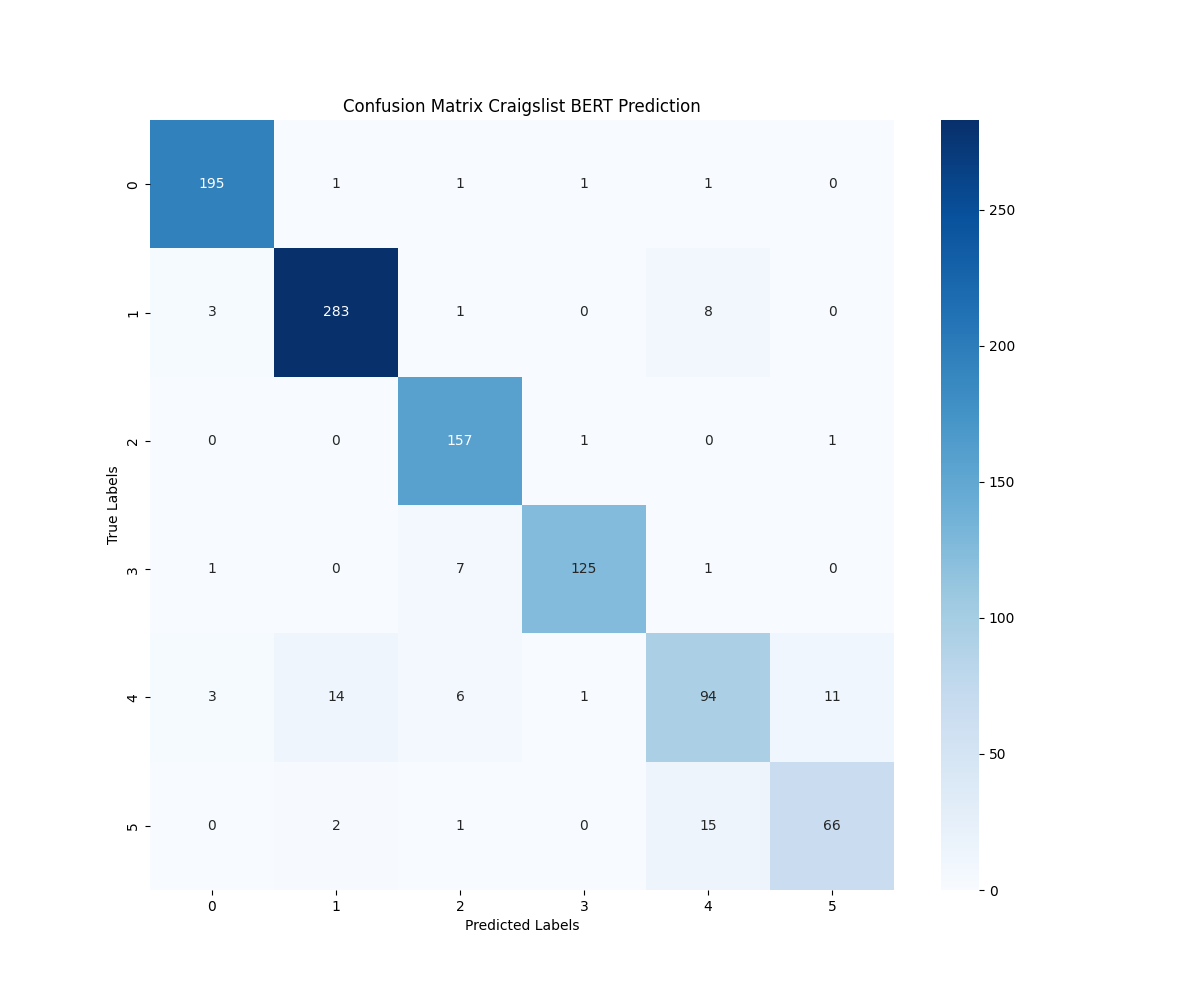 Confusion Matrix Craigslist BERT Prediction
195 1 1 1 1 0
3 283 1 0 8 0
0 0 157 1 0 1
1 0 7 125 1 0
3 14 6 1 94 11
0 2 1 0 15 66
0
1
2
3
4
5
True Labels
0 1 2 3 4 5
Predicted Labels
250
200
150
100
50
0